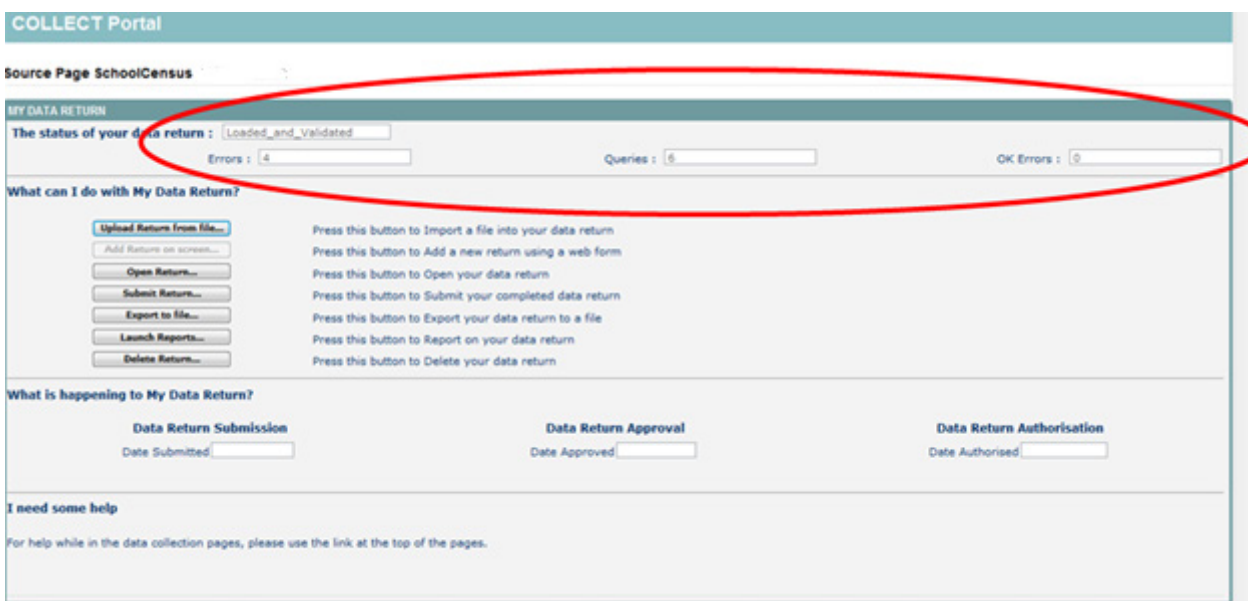 COLLECT Portal
Source Page SchoolCensus
MY DATA RETURN
The status of your data return : Loaded_and_Validated
Errors : 4 Queries : 6 OK Errors : 0
What can I do with My Data Return?
Upload Return from file... Press this button to Import a file into your data return
Add Return on screen... Press this button to Add a new return using a web form
Open Return... Press this button to Open your data return
Submit Return... Press this button to Submit your completed data return
Export to file... Press this button to Export your data return to a file
Launch Reports... Press this button to Report on your data return
Delete Return... Press this button to Delete your data return
What is happening to My Data Return?
Data Return Submission Data Return Approval Data Return Authorisation
Date Submitted Date Approved Date Authorised
I need some help
For help while in the data collection pages, please use the link at the top of the pages.